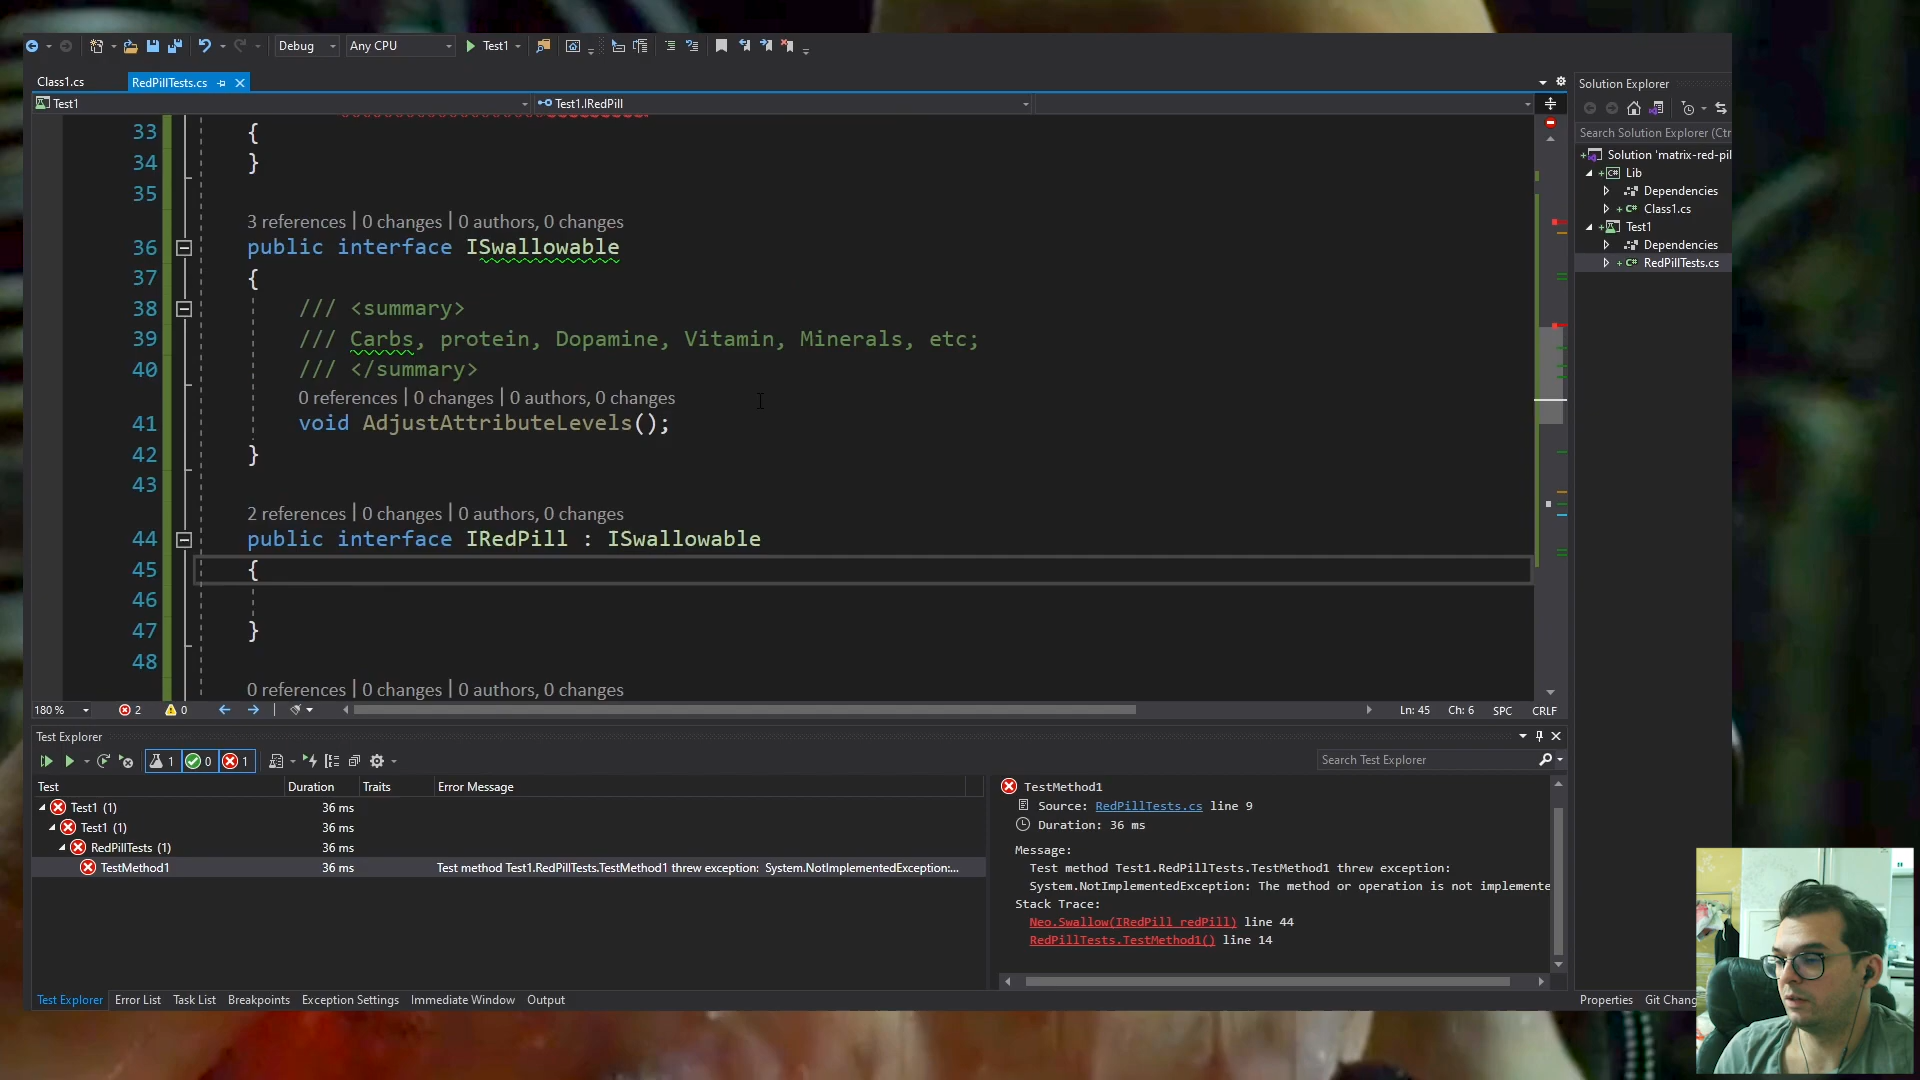 Debug
Any CPU
Test1
Class1.cs
RedPillTests.cs
Test1
Test1.IRedPill
33 {
34 }
35
3 references | 0 changes | 0 authors, 0 changes
36 public interface ISwallowable
37 {
38 /// <summary>
39 /// Carbs, protein, Dopamine, Vitamin, Minerals, etc;
40 /// </summary>
0 references | 0 changes | 0 authors, 0 changes
41 void AdjustAttributeLevels();
42 }
43
2 references | 0 changes | 0 authors, 0 changes
44 public interface IRedPill : ISwallowable
45 {
46
47 }
48
0 references | 0 changes | 0 authors, 0 changes
180 %
2
0
Ln: 45 Ch: 6 SPC CRLF
Solution Explorer
Search Solution Explorer (Ctr
Solution 'matrix-red-pil
Lib
Dependencies
Class1.cs
Test1
Dependencies
RedPillTests.cs
Test Explorer
1 0 1
Search Test Explorer
Test Duration Traits Error Message
Test1 (1) 36 ms
Test1 (1) 36 ms
RedPillTests (1) 36 ms
TestMethod1 36 ms Test method Test1.RedPillTests.TestMethod1 threw exception: System.NotImplementedException:...
TestMethod1
Source: RedPillTests.cs line 9
Duration: 36 ms
Message:
Test method Test1.RedPillTests.TestMethod1 threw exception:
System.NotImplementedException: The method or operation is not implemente
Stack Trace:
Neo.Swallow(IRedPill redPill) line 44
RedPillTests.TestMethod1() line 14
Test Explorer Error List Task List Breakpoints Exception Settings Immediate Window Output
Properties Git Chang